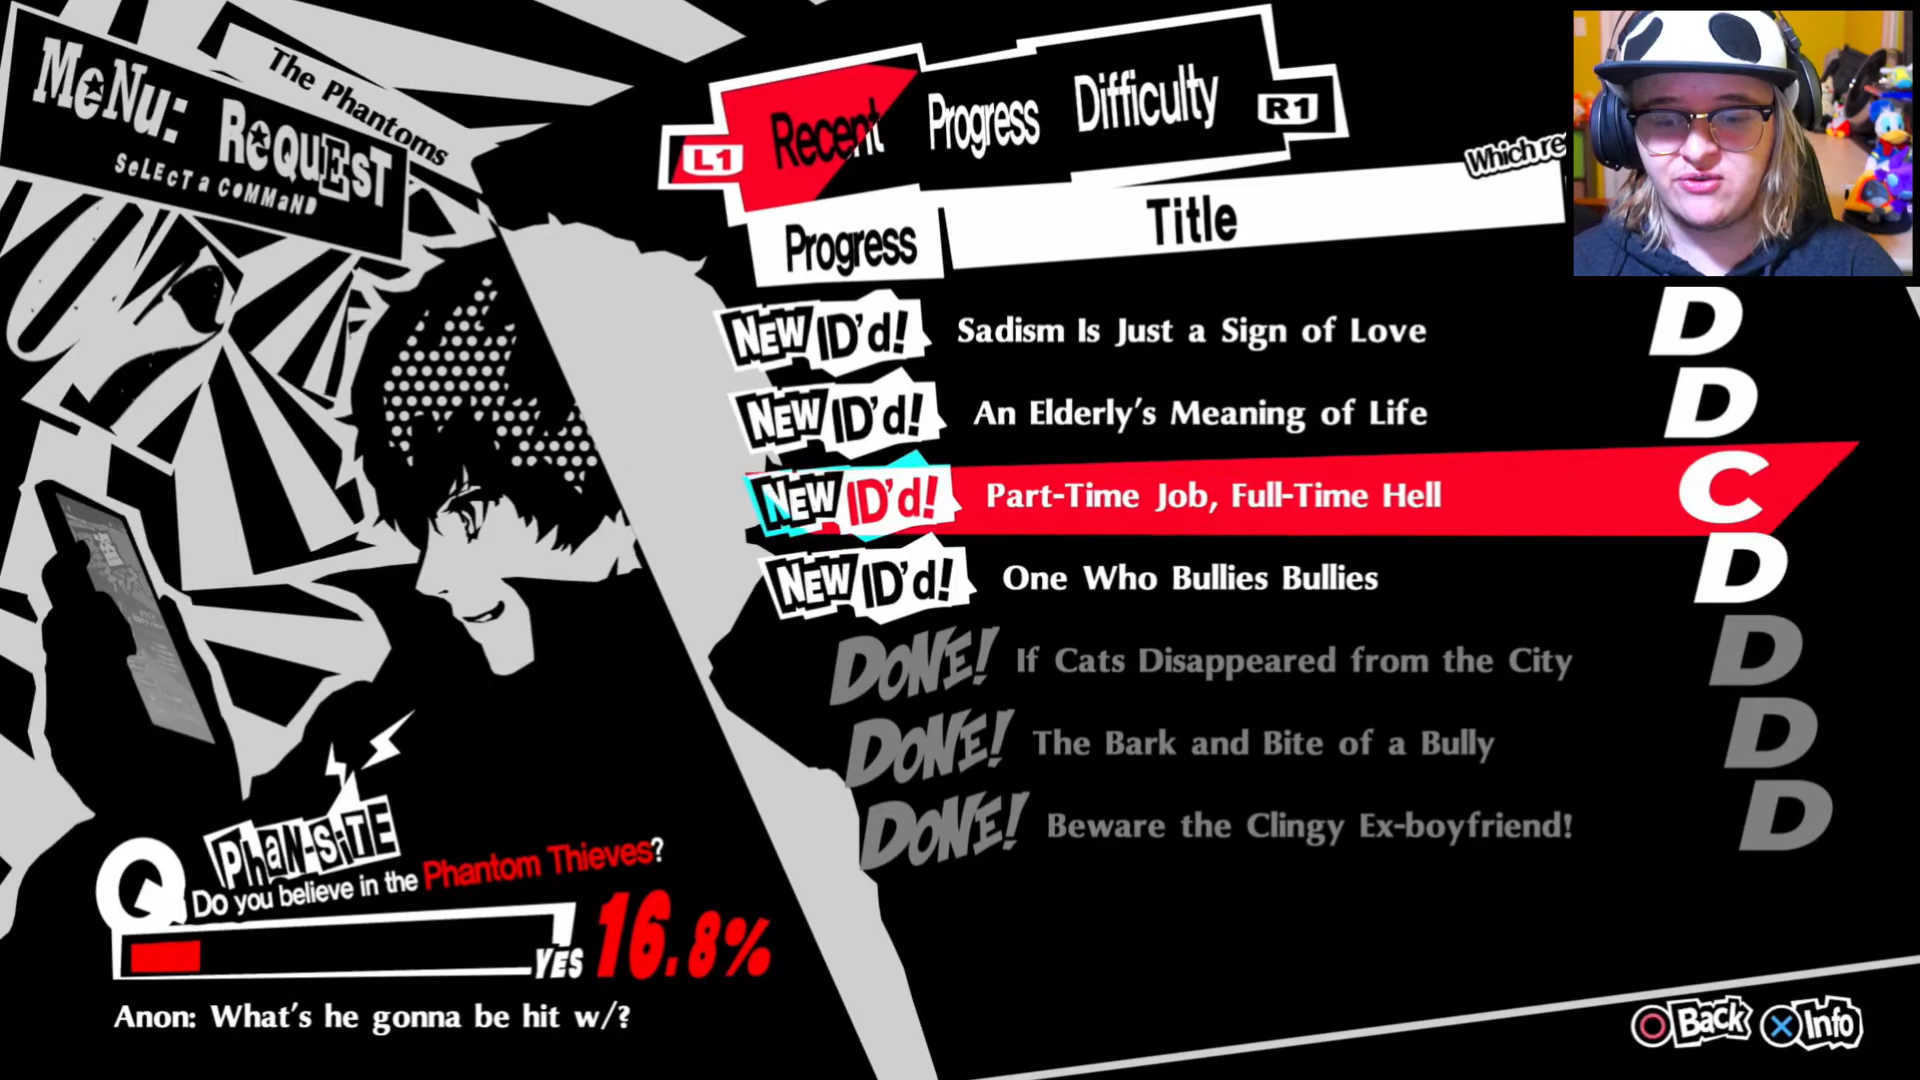 The Phantoms
MeNu: ReQuEsT
SeLEcT a CoMMaND
L1 Recent Progress Difficulty R1
Which re
Progress Title
NEW ID'd! Sadism Is Just a Sign of Love D
NEW ID'd! An Elderly's Meaning of Life D
NEW ID'd! Part-Time Job, Full-Time Hell C
NEW ID'd! One Who Bullies Bullies D
DONE! If Cats Disappeared from the City D
DONE! The Bark and Bite of a Bully D
DONE! Beware the Clingy Ex-boyfriend! D
PhaN-SiTE
Q Do you believe in the Phantom Thieves?
YES 16.8%
Anon: What's he gonna be hit w/?
Back Info